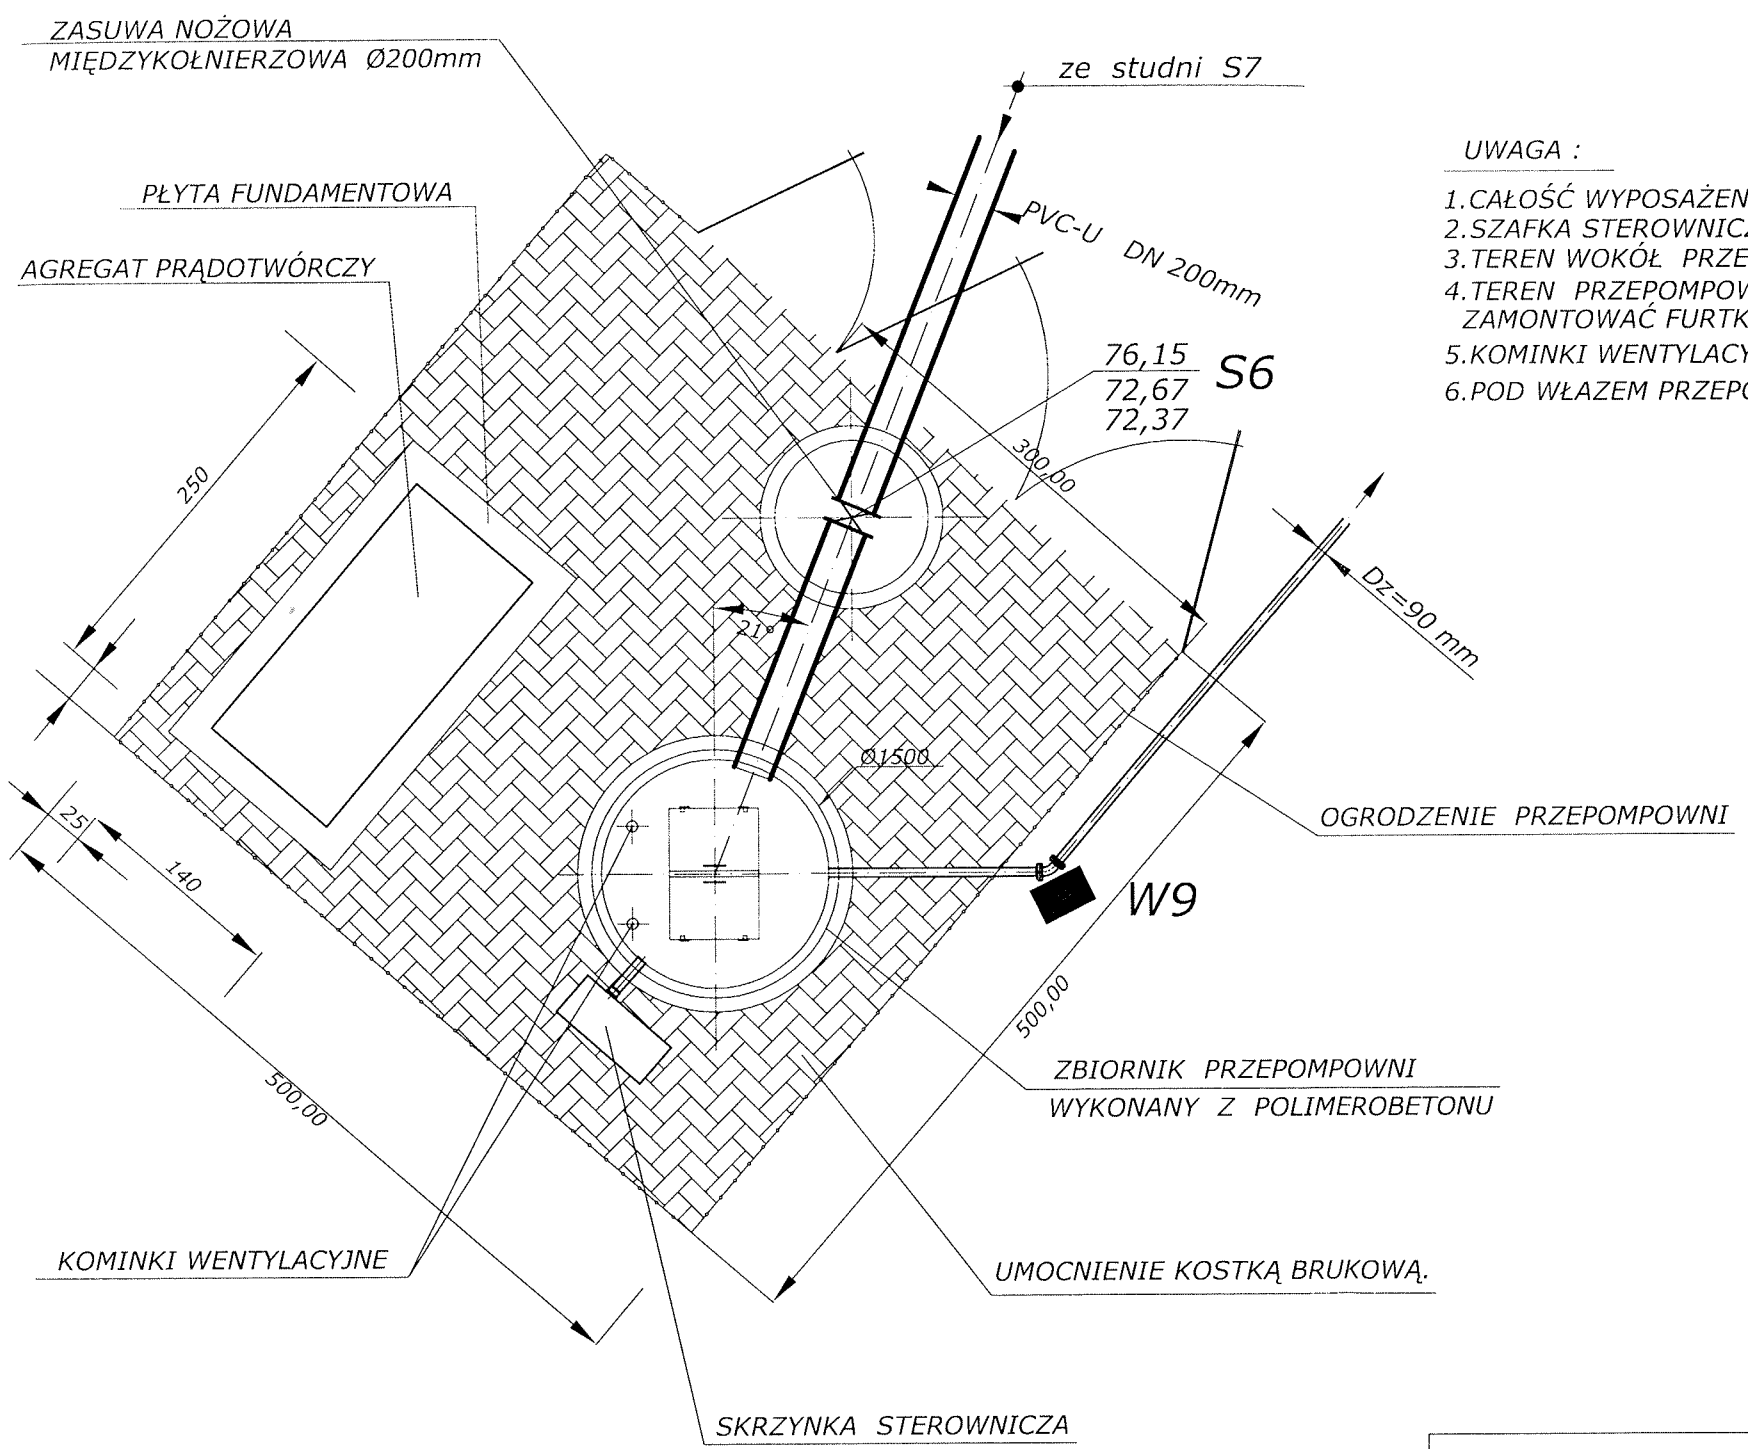 ZASUWA NOŻOWA
MIĘDZYKOŁNIERZOWA Ø200mm
ze studni S7
UWAGA :
1.CAŁOŚĆ WYPOSAŻEN
2.SZAFKA STEROWNICZ
3.TEREN WOKÓŁ PRZE
4.TEREN PRZEPOMPOW
ZAMONTOWAĆ FURTK
5.KOMINKI WENTYLACY
6.POD WŁAZEM PRZEPO
PŁYTA FUNDAMENTOWA
AGREGAT PRĄDOTWÓRCZY
PVC-U DN 200mm
76,15
72,67
72,37
S6
300,00
250
21°
Dz=90 mm
Ø1500
OGRODZENIE PRZEPOMPOWNI
25
140
W9
500,00
500,00
ZBIORNIK PRZEPOMPOWNI
WYKONANY Z POLIMEROBETONU
KOMINKI WENTYLACYJNE
UMOCNIENIE KOSTKĄ BRUKOWĄ.
SKRZYNKA STEROWNICZA